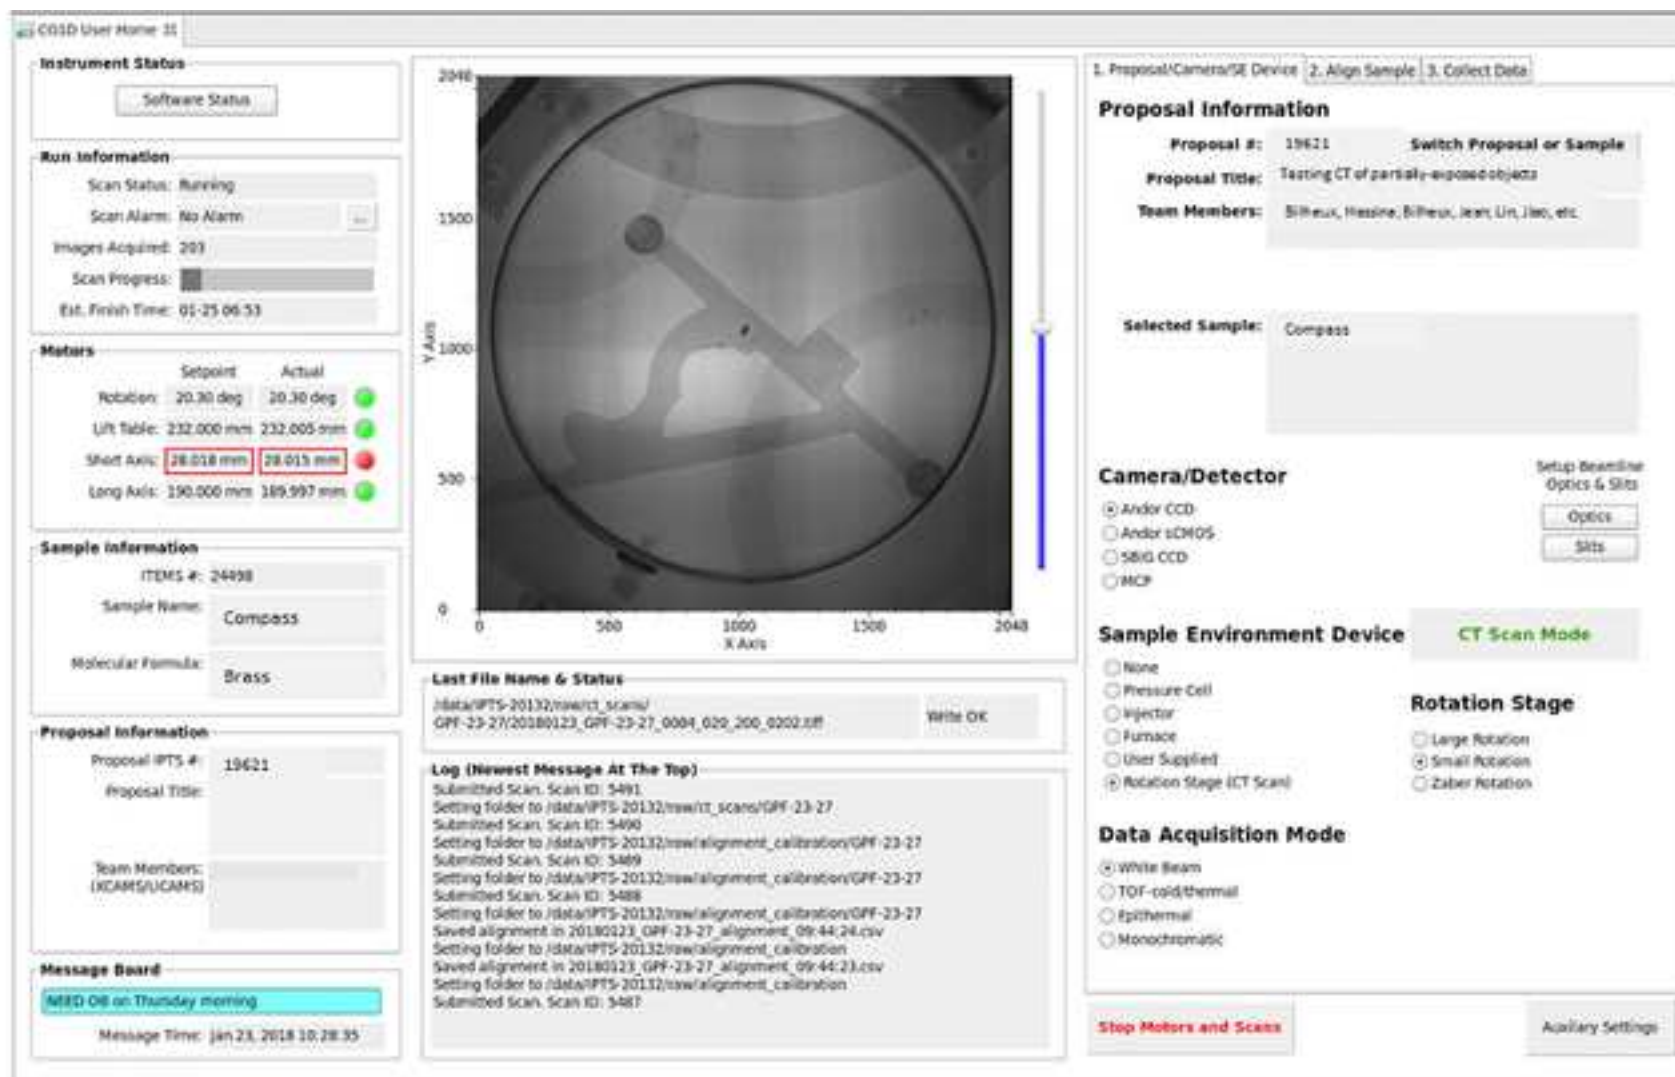 CG1D User Home
Instrument Status
Software Status
Run Information
Scan Status: Running
Scan Alarm: No Alarm ...
Images Acquired: 203
Scan Progress:
Est. Finish Time: 01-25 06:53
Motors
Setpoint Actual
Rotation: 20.30 deg 20.30 deg
Lift Table: 232.000 mm 232.005 mm
Short Axis: 28.018 mm 28.015 mm
Long Axis: 190.000 mm 189.997 mm
Sample Information
ITEMS #: 24498
Sample Name: Compass
Molecular Formula: Brass
Proposal Information
Proposal IPTS #: 19621
Proposal Title:
Team Members:
(XCAMS/UCAMS)
Message Board
NEED OB on Thursday morning
Message Time: Jan 23, 2018 10:28:35
2048
1500
1000
500
0
Y Axis
0 500 1000 1500 2048
X Axis
Last File Name & Status
/data/IPTS-20132/raw/ct_scans/
GPF-23-27/20180123_GPF-23-27_0004_020_200_0202.tiff
Write OK
Log (Newest Message At The Top)
Submitted Scan. Scan ID: 5491
Setting folder to /data/IPTS-20132/raw/ct_scans/GPF-23-27
Submitted Scan. Scan ID: 5490
Setting folder to /data/IPTS-20132/raw/alignment_calibration/GPF-23-27
Submitted Scan. Scan ID: 5489
Setting folder to /data/IPTS-20132/raw/alignment_calibration/GPF-23-27
Submitted Scan. Scan ID: 5488
Setting folder to /data/IPTS-20132/raw/alignment_calibration/GPF-23-27
Saved alignment in 20180123_GPF-23-27_alignment_09:44:24.csv
Setting folder to /data/IPTS-20132/raw/alignment_calibration
Saved alignment in 20180123_GPF-23-27_alignment_09:44:23.csv
Setting folder to /data/IPTS-20132/raw/alignment_calibration
Submitted Scan. Scan ID: 5487
1. Proposal/Camera/SE Device 2. Align Sample 3. Collect Data
Proposal Information
Proposal #: 19621 Switch Proposal or Sample
Proposal Title: Testing CT of partially-exposed objects
Team Members: Bilheux, Hassina; Bilheux, Jean; Lin, Jiao, etc
Selected Sample: Compass
Camera/Detector
Andor CCD
Andor sCMOS
SBIG CCD
MCP
Setup Beamline
Optics & Slits
Optics
Slits
Sample Environment Device
None
Pressure Cell
Injector
Furnace
User Supplied
Rotation Stage (CT Scan)
CT Scan Mode
Rotation Stage
Large Rotation
Small Rotation
Zaber Rotation
Data Acquisition Mode
White Beam
TOF-cold/thermal
Epithermal
Monochromatic
Stop Motors and Scans
Auxiliary Settings